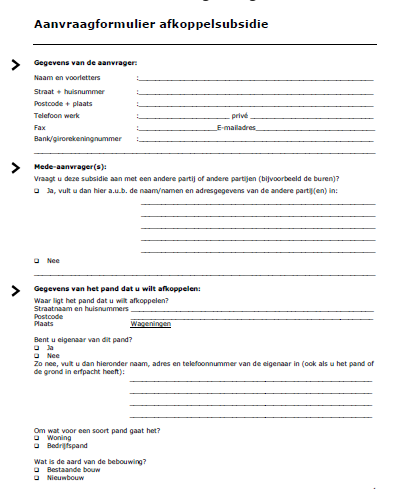 Aanvraagformulier afkoppelsubsidie
Gegevens van de aanvrager:
Naam en voorletters :
Straat + huisnummer :
Postcode + plaats :
Telefoon werk : privé
Fax : E-mailadres
Bank/girorekeningnummer :
Mede-aanvrager(s):
Vraagt u deze subsidie aan met een andere partij of andere partijen (bijvoorbeeld de buren)?
Ja, vult u dan hier a.u.b. de naam/namen en adresgegevens van de andere partij(en) in:
Nee
Gegevens van het pand dat u wilt afkoppelen:
Waar ligt het pand dat u wilt afkoppelen?
Straatnaam en huisnummers
Postcode
Plaats Wageningen
Bent u eigenaar van dit pand?
Ja
Nee
Zo nee, vult u dan hieronder naam, adres en telefoonnummer van de eigenaar in (ook als u het pand of
de grond in erfpacht heeft):
Om wat voor een soort pand gaat het?
Woning
Bedrijfspand
Wat is de aard van de bebouwing?
Bestaande bouw
Nieuwbouw